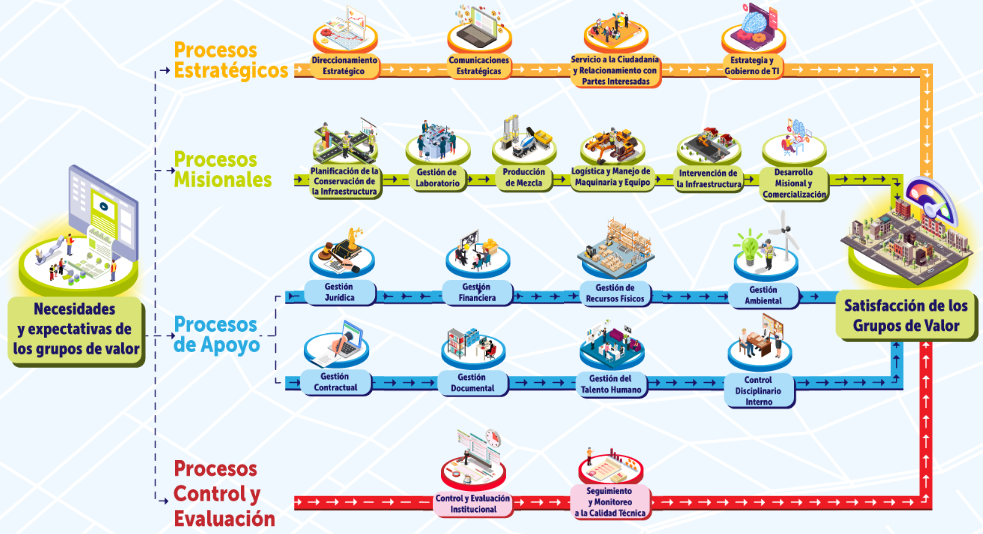 Procesos
Estratégicos
Direccionamiento
Estratégico
Comunicaciones
Estratégicas
Servicio a la Ciudadanía
y Relacionamiento con
Partes Interesadas
Estrategia y
Gobierno de TI
Procesos
Misionales
Planificación de la
Conservación de
la Infraestructura
Gestión de
Laboratorio
Producción
de Mezcla
Logística y Manejo de
Maquinaria y Equipo
Intervención de
la Infraestructura
Desarrollo
Misional y
Comercialización
Necesidades
y expectativas de
los grupos de valor
Procesos
de Apoyo
Gestión
Jurídica
Gestión
Financiera
Gestión de
Recursos Físicos
Gestión
Ambiental
Gestión
Contractual
Gestión
Documental
Gestión del
Talento Humano
Control
Disciplinario
Interno
Satisfacción de los
Grupos de Valor
Procesos
Control y
Evaluación
Control y Evaluación
Institucional
Seguimiento
y Monitoreo
a la Calidad Técnica